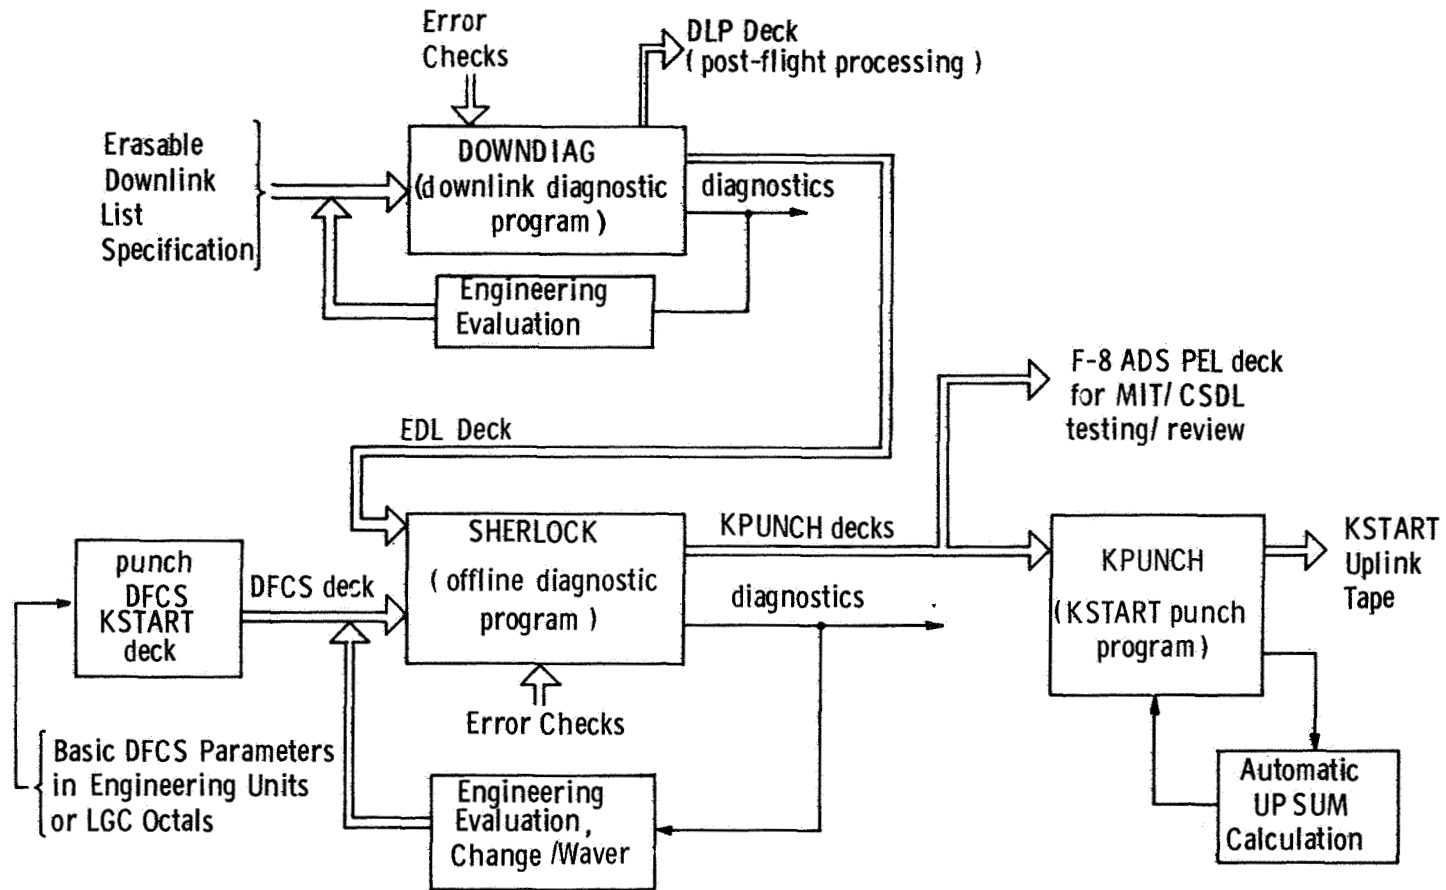 Error
Checks
DLP Deck
( post-flight processing )
Erasable
Downlink
List
Specification
DOWNDIAG
(downlink diagnostic
program )
diagnostics
Engineering
Evaluation
F-8 ADS PEL deck
for MIT/ CSDL
testing/ review
EDL Deck
punch
DFCS
KSTART
deck
DFCS deck
SHERLOCK
( offline diagnostic
program )
KPUNCH decks
diagnostics
KPUNCH
(KSTART punch
program )
KSTART
Uplink
Tape
Error Checks
Basic DFCS Parameters
in Engineering Units
or LGC Octals
Engineering
Evaluation,
Change /Waver
Automatic
UP SUM
Calculation